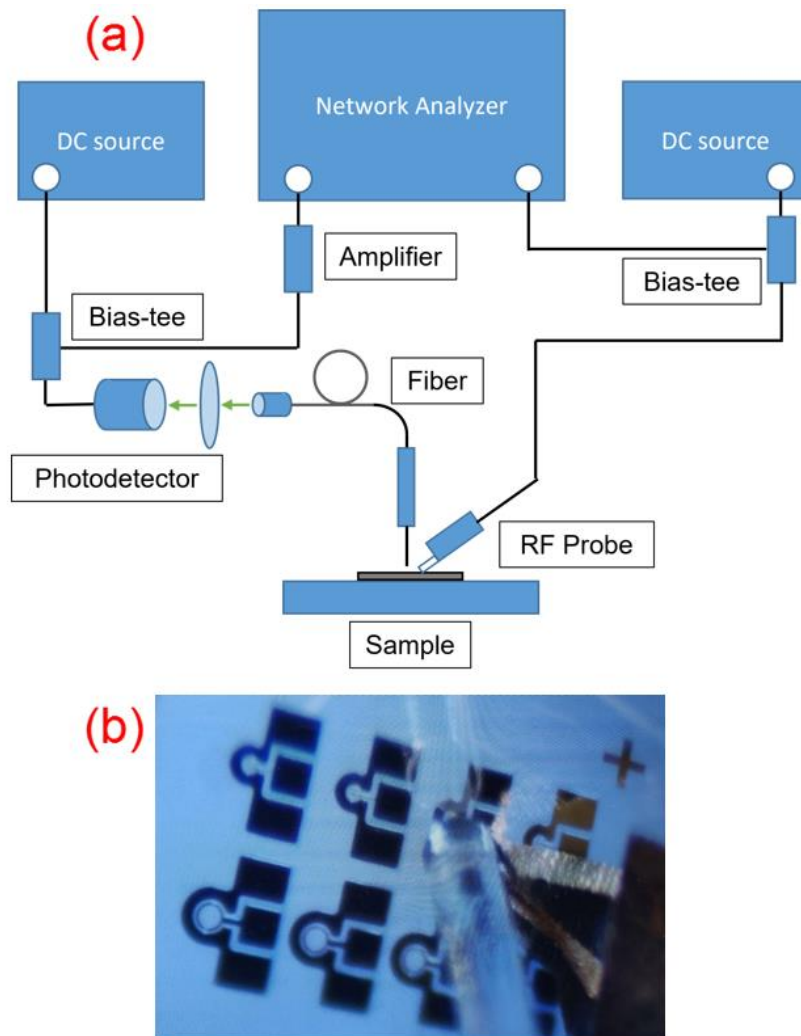 (a)
DC source
Network Analyzer
DC source
Amplifier
Bias-tee
Bias-tee
Fiber
Photodetector
RF Probe
Sample
(b)